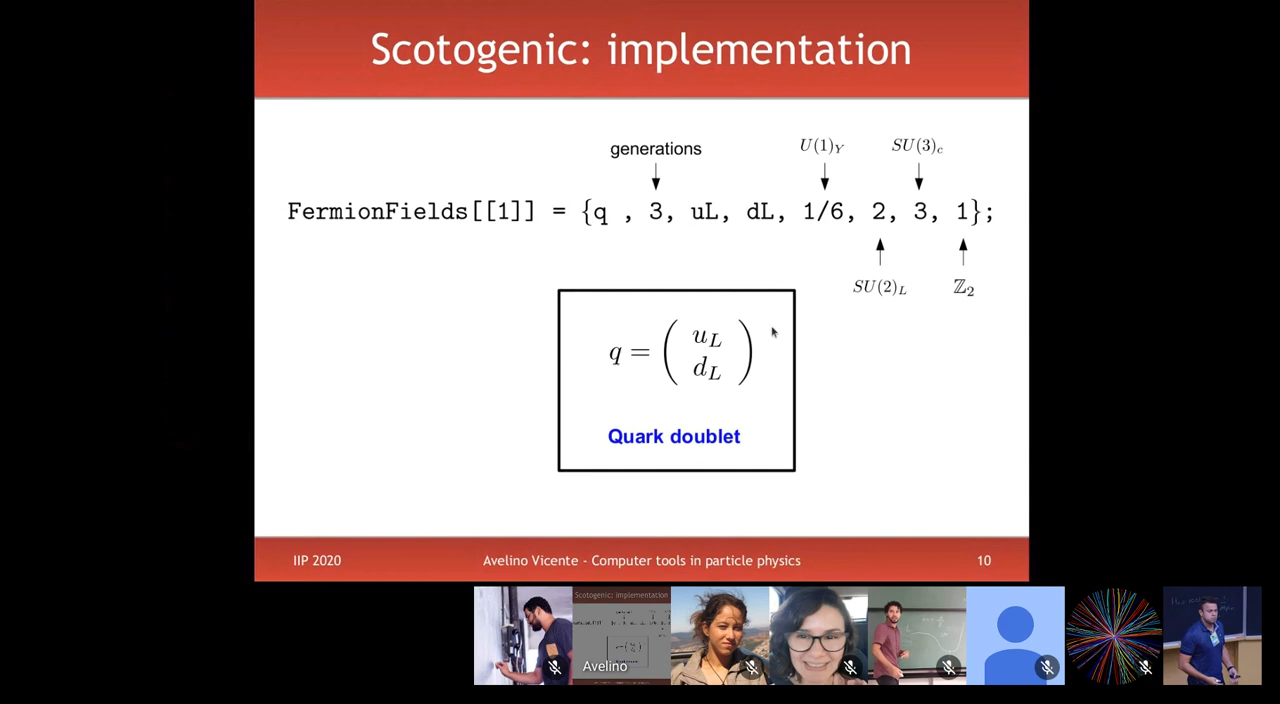 Scotogenic: implementation
generations
U(1)_Y
SU(3)_c
FermionFields[[1]] = {q , 3, uL, dL, 1/6, 2, 3, 1};
SU(2)_L
ℤ_2
q = ( u_L
d_L )
Quark doublet
IIP 2020
Avelino Vicente - Computer tools in particle physics
10
Scotogenic: implementation
Avelino